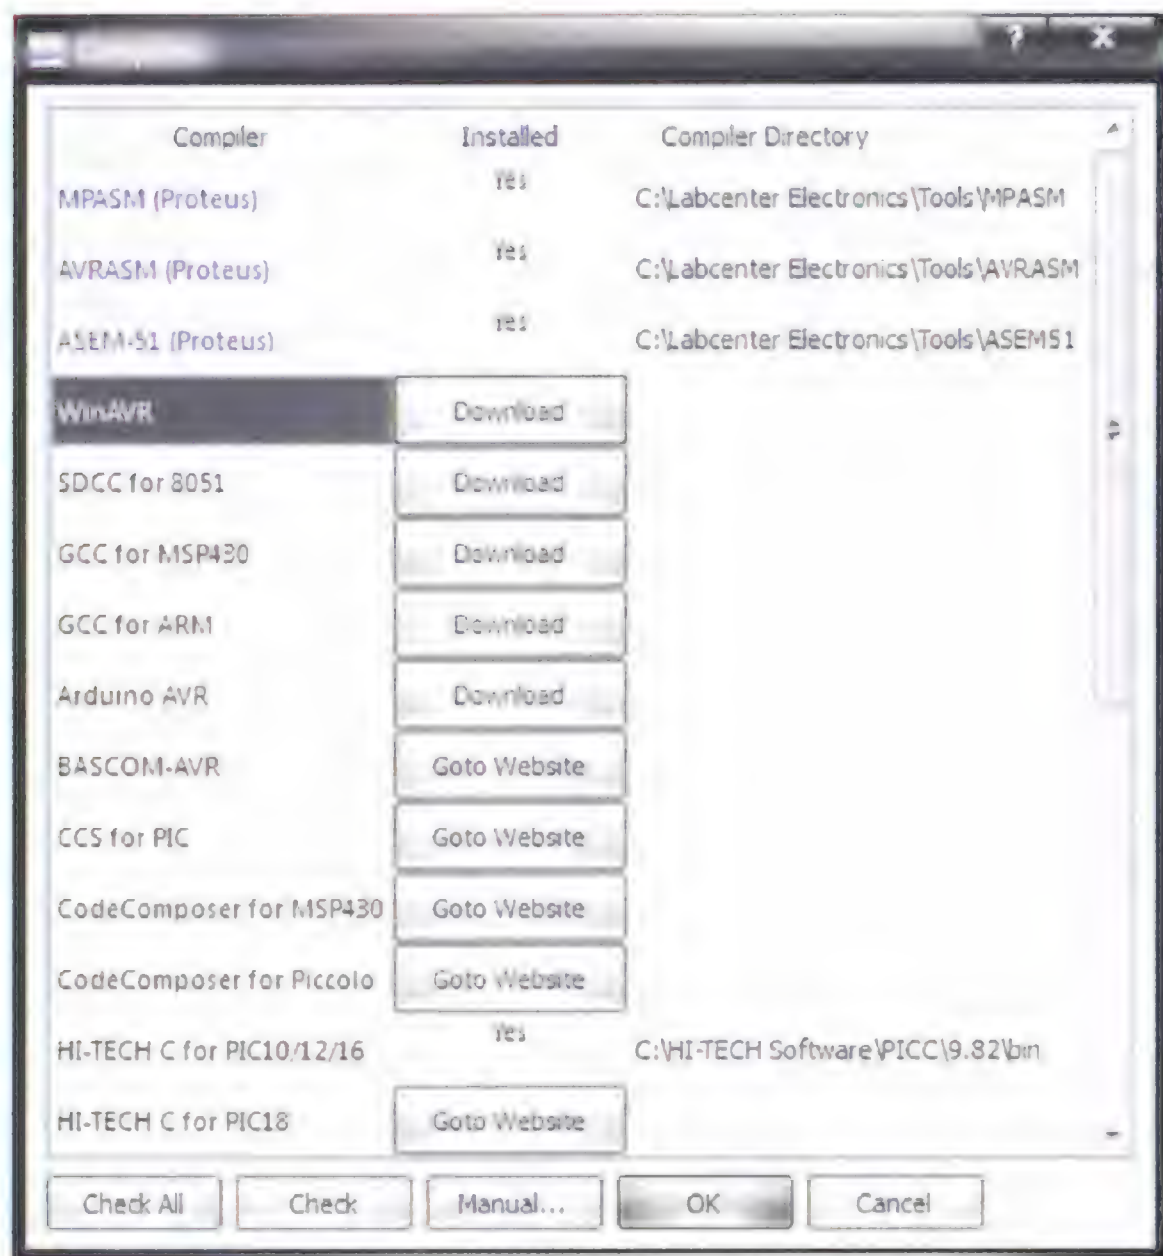 Compiler Installed Compiler Directory
MPASM (Proteus) Yes C:\Labcenter Electronics\Tools\MPASM
AVRASM (Proteus) Yes C:\Labcenter Electronics\Tools\AVRASM
ASEM-51 (Proteus) Yes C:\Labcenter Electronics\Tools\ASEM51
WinAVR Download
SDCC for 8051 Download
GCC for MSP430 Download
GCC for ARM Download
Arduino AVR Download
BASCOM-AVR Goto Website
CCS for PIC Goto Website
CodeComposer for MSP430 Goto Website
CodeComposer for Piccolo Goto Website
HI-TECH C for PIC10/12/16 Yes C:\HI-TECH Software\PICC\9.82\bin
HI-TECH C for PIC18 Goto Website
Check All Check Manual... OK Cancel